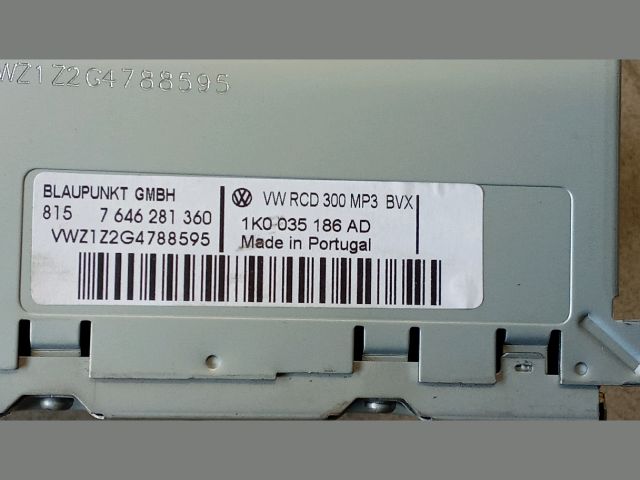 VWZ1Z2G4788595
BLAUPUNKT GMBH
815 7 646 281 360
VWZ1Z2G4788595
VW RCD 300 MP3 BVX
1K0 035 186 AD
Made in Portugal